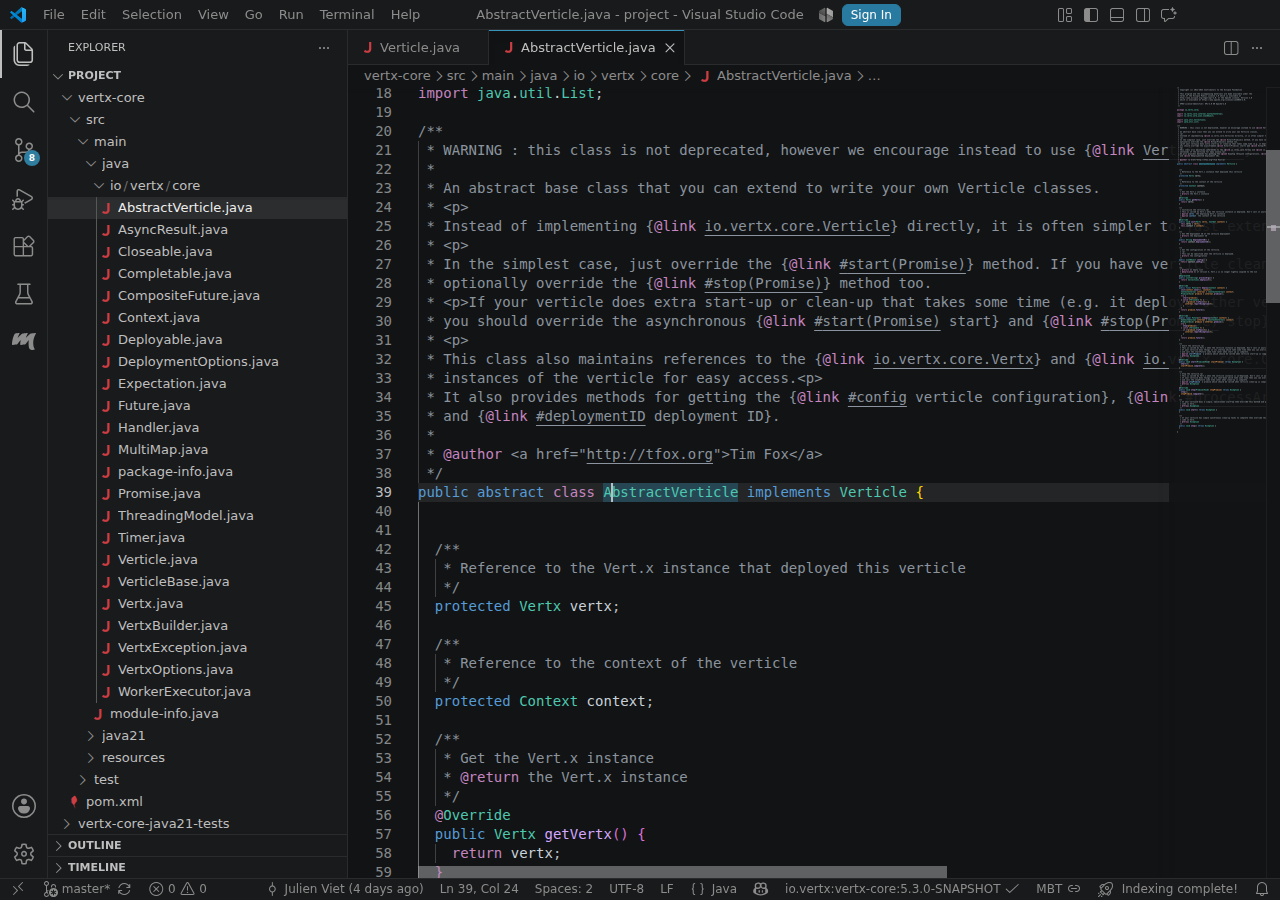 File Edit Selection View Go Run Terminal Help
AbstractVerticle.java - project - Visual Studio Code
Sign In
EXPLORER
PROJECT
vertx-core
src
main
java
io/vertx/core
AbstractVerticle.java
AsyncResult.java
Closeable.java
Completable.java
CompositeFuture.java
Context.java
Deployable.java
DeploymentOptions.java
Expectation.java
Future.java
Handler.java
MultiMap.java
package-info.java
Promise.java
ThreadingModel.java
Timer.java
Verticle.java
VerticleBase.java
Vertx.java
VertxBuilder.java
VertxException.java
VertxOptions.java
WorkerExecutor.java
module-info.java
java21
resources
test
pom.xml
vertx-core-java21-tests
OUTLINE
TIMELINE
8
Verticle.java
AbstractVerticle.java
vertx-core > src > main > java > io > vertx > core > AbstractVerticle.java > ...
18 import java.util.List;
19
20 /**
21 * WARNING : this class is not deprecated, however we encourage instead to use {@link Vert
22 *
23 * An abstract base class that you can extend to write your own Verticle classes.
24 * <p>
25 * Instead of implementing {@link io.vertx.core.Verticle} directly, it is often simpler to just exten
26 * <p>
27 * In the simplest case, just override the {@link #start(Promise)} method. If you have verticle clean
28 * optionally override the {@link #stop(Promise)} method too.
29 * <p>If your verticle does extra start-up or clean-up that takes some time (e.g. it deploys other ve
30 * you should override the asynchronous {@link #start(Promise) start} and {@link #stop(Promise) stop}
31 * <p>
32 * This class also maintains references to the {@link io.vertx.core.Vertx} and {@link io.vertx.core.C
33 * instances of the verticle for easy access.<p>
34 * It also provides methods for getting the {@link #config verticle configuration}, {@link #processAr
35 * and {@link #deploymentID deployment ID}.
36 *
37 * @author <a href="http://tfox.org">Tim Fox</a>
38 */
39 public abstract class AbstractVerticle implements Verticle {
40
41
42 /**
43 * Reference to the Vert.x instance that deployed this verticle
44 */
45 protected Vertx vertx;
46
47 /**
48 * Reference to the context of the verticle
49 */
50 protected Context context;
51
52 /**
53 * Get the Vert.x instance
54 * @return the Vert.x instance
55 */
56 @Override
57 public Vertx getVertx() {
58 return vertx;
59 }
master* 0 0 Julien Viet (4 days ago) Ln 39, Col 24 Spaces: 2 UTF-8 LF { } Java io.vertx:vertx-core:5.3.0-SNAPSHOT MBT Indexing complete!